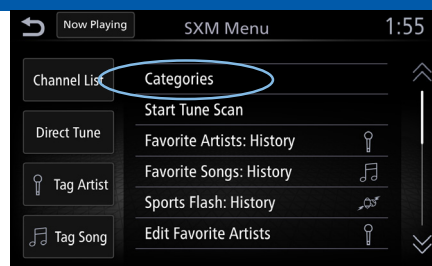 Now Playing
SXM Menu
1:55
Channel List
Categories
Start Tune Scan
Direct Tune
Favorite Artists: History
Favorite Songs: History
Tag Artist
Sports Flash: History
Tag Song
Edit Favorite Artists